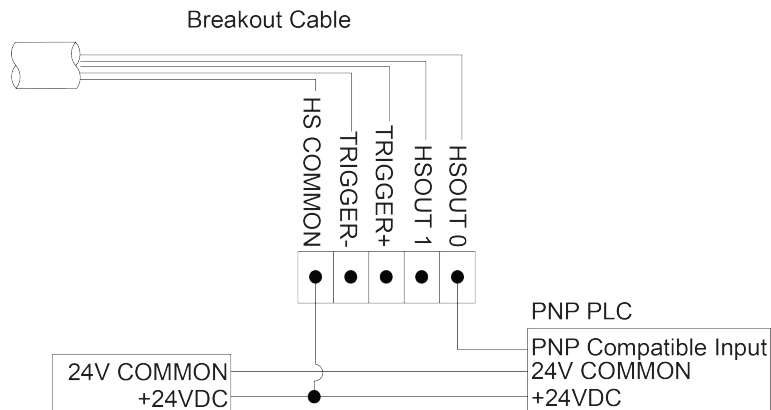 Breakout Cable
HS COMMON
TRIGGER-
TRIGGER+
HSOUT 1
HSOUT 0
PNP PLC
PNP Compatible Input
24V COMMON
24V COMMON
+24VDC
+24VDC